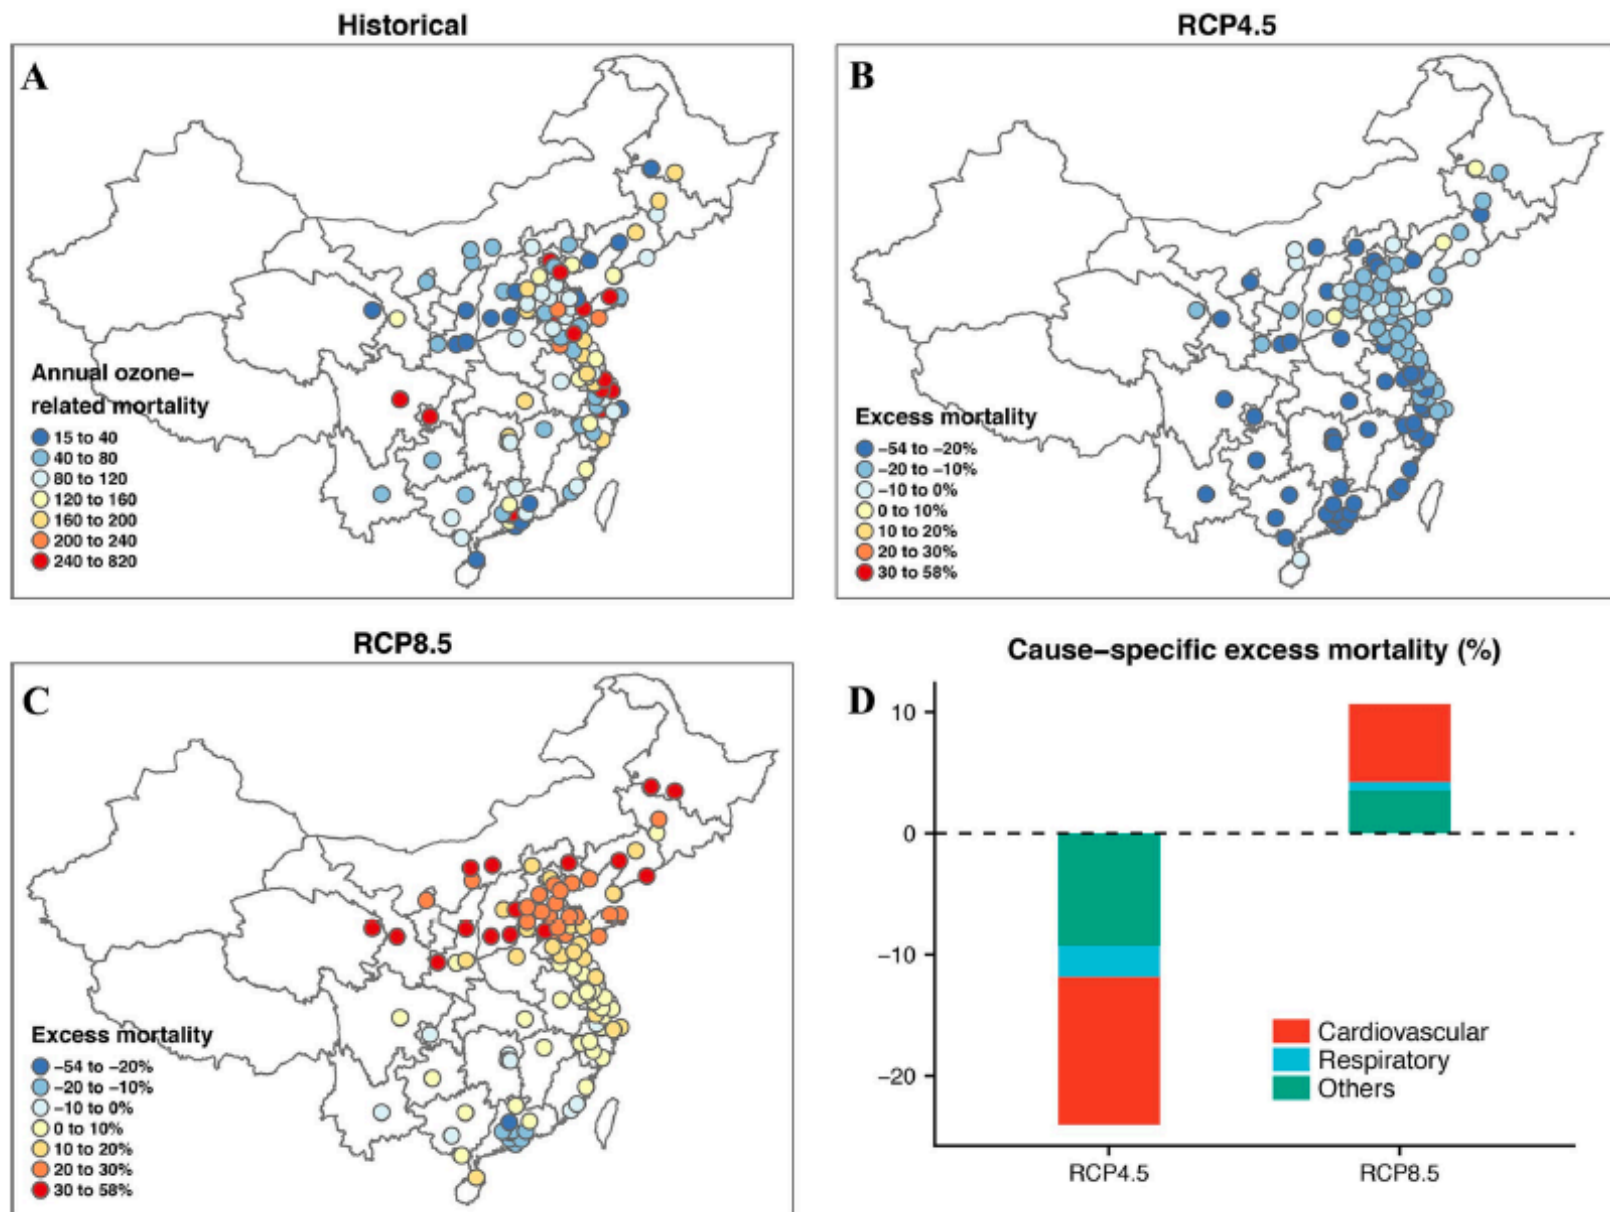 Historical
A
Annual ozone–
related mortality
15 to 40
40 to 80
80 to 120
120 to 160
160 to 200
200 to 240
240 to 820
RCP4.5
B
Excess mortality
−54 to −20%
−20 to −10%
−10 to 0%
0 to 10%
10 to 20%
20 to 30%
30 to 58%
RCP8.5
C
Excess mortality
−54 to −20%
−20 to −10%
−10 to 0%
0 to 10%
10 to 20%
20 to 30%
30 to 58%
Cause–specific excess mortality (%)
D
10
0
−10
−20
Cardiovascular
Respiratory
Others
RCP4.5
RCP8.5